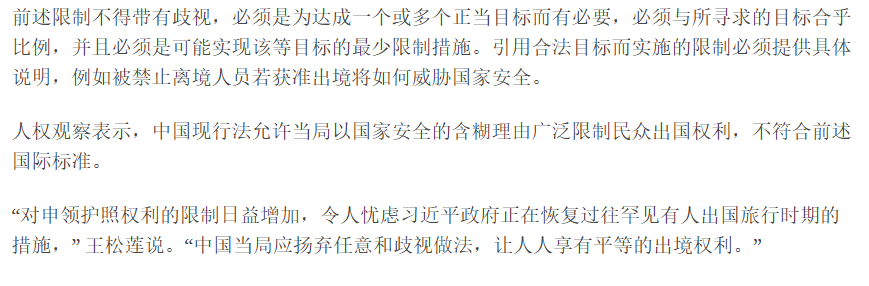 前述限制不得带有歧视，必须是为达成一个或多个正当目标而有必要，必须与所寻求的目标合乎
比例，并且必须是可能实现该等目标的最少限制措施。引用合法目标而实施的限制必须提供具体
说明，例如被禁止离境人员若获准出境将如何威胁国家安全。
人权观察表示，中国现行法允许当局以国家安全的含糊理由广泛限制民众出国权利，不符合前述
国际标准。
“对申领护照权利的限制日益增加，令人忧虑习近平政府正在恢复过往罕见有人出国旅行时期的
措施，” 王松莲说。“中国当局应扬弃任意和歧视做法，让人人享有平等的出境权利。”